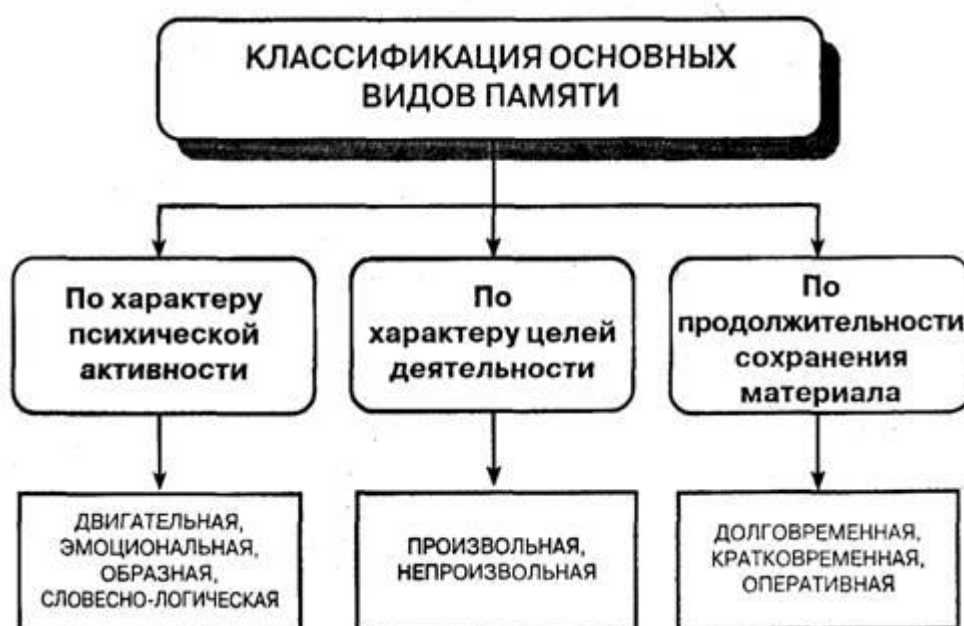 КЛАССИФИКАЦИЯ ОСНОВНЫХ
ВИДОВ ПАМЯТИ
По характеру
психической
активности
По
характеру целей
деятельности
По
продолжительности
сохранения
материала
ДВИГАТЕЛЬНАЯ,
ЭМОЦИОНАЛЬНАЯ,
ОБРАЗНАЯ,
СЛОВЕСНО-ЛОГИЧЕСКАЯ
ПРОИЗВОЛЬНАЯ,
НЕПРОИЗВОЛЬНАЯ
ДОЛГОВРЕМЕННАЯ,
КРАТКОВРЕМЕННАЯ,
ОПЕРАТИВНАЯ